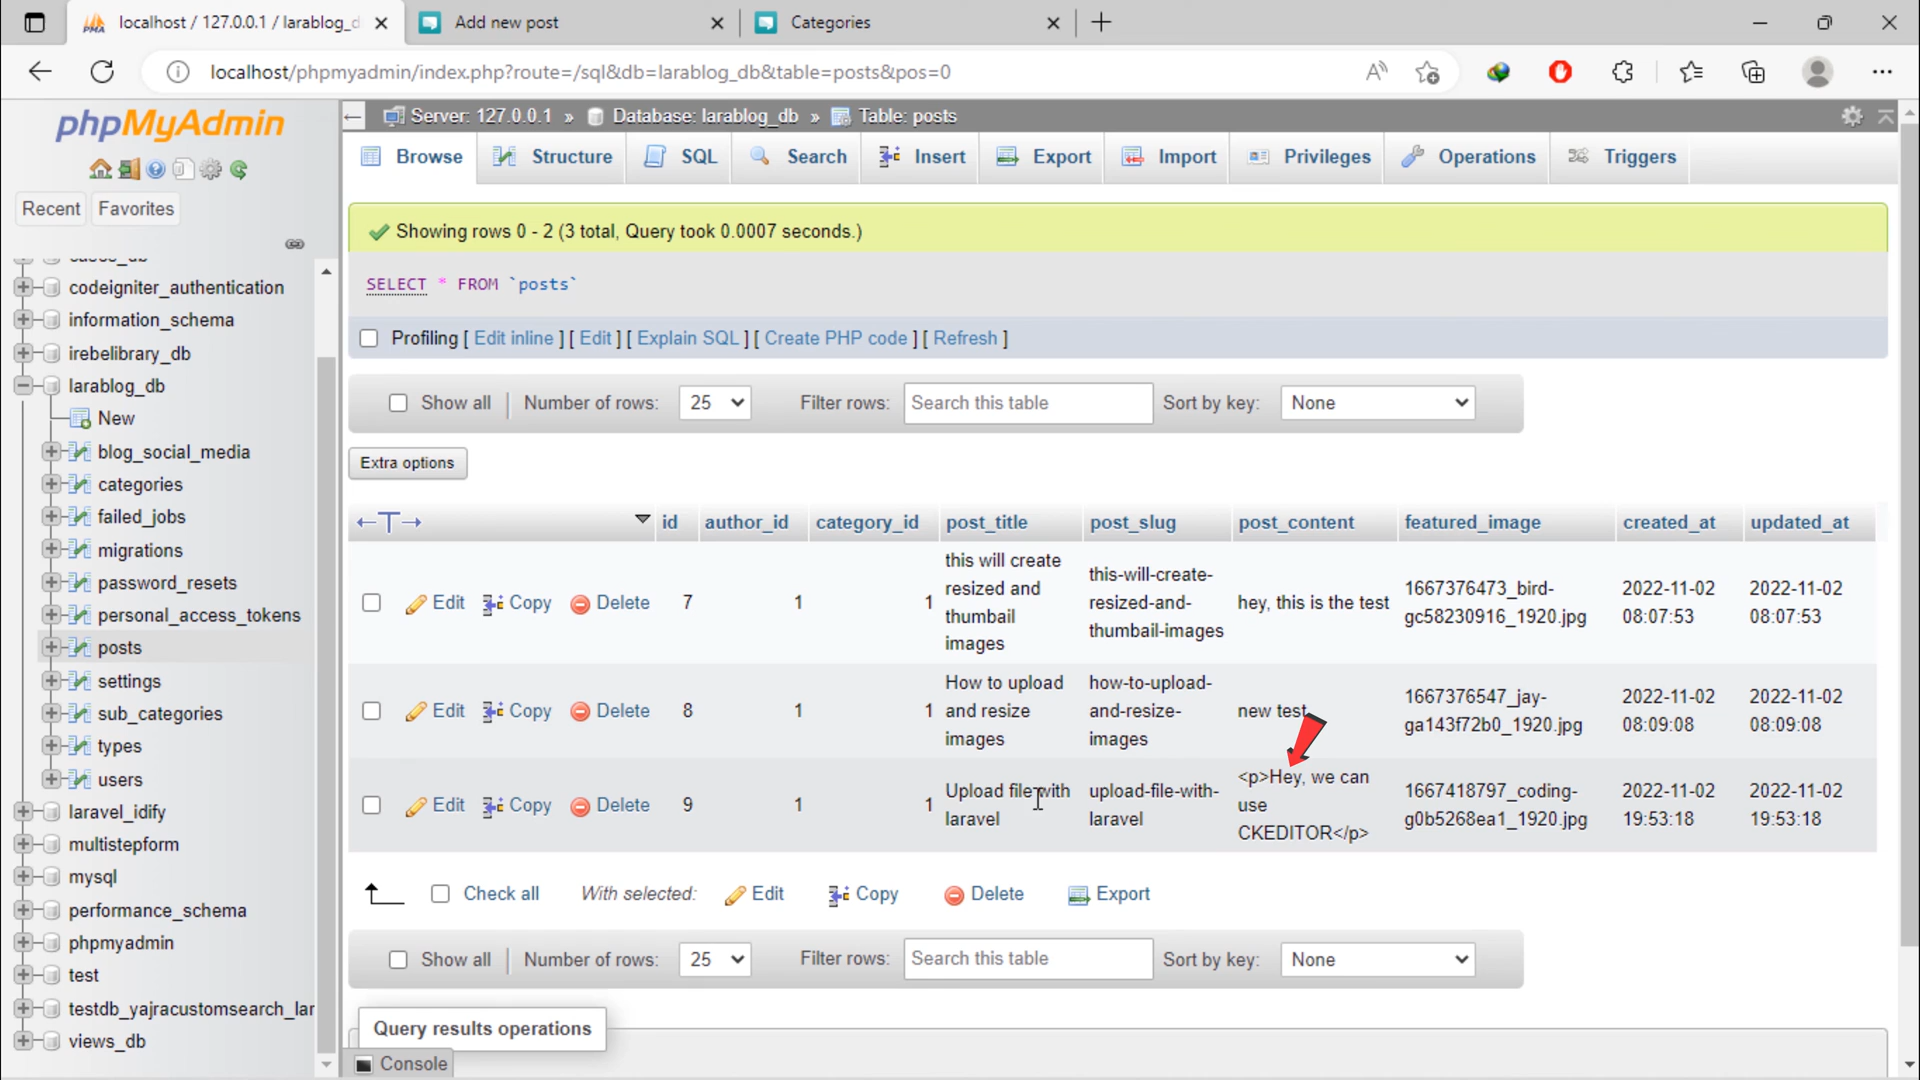 localhost / 127.0.0.1 / larablog_d
Add new post
Categories
localhost/phpmyadmin/index.php?route=/sql&db=larablog_db&table=posts&pos=0
phpMyAdmin
Recent
Favorites
codeigniter_authentication
information_schema
irebelibrary_db
larablog_db
New
blog_social_media
categories
failed_jobs
migrations
password_resets
personal_access_tokens
posts
settings
sub_categories
types
users
laravel_idify
multistepform
mysql
performance_schema
phpmyadmin
test
testdb_yajracustomsearch_lar
views_db
Server: 127.0.0.1 » Database: larablog_db » Table: posts
Browse Structure SQL Search Insert Export Import Privileges Operations Triggers
Showing rows 0 - 2 (3 total, Query took 0.0007 seconds.)
SELECT * FROM `posts`
Profiling [ Edit inline ] [ Edit ] [ Explain SQL ] [ Create PHP code ] [ Refresh ]
Show all | Number of rows: 25 Filter rows: Search this table Sort by key: None
Extra options
id author_id category_id post_title post_slug post_content featured_image created_at updated_at
Edit Copy Delete 7 1 1
this will create
resized and
thumbail
images
this-will-create-
resized-and-
thumbail-images
hey, this is the test
1667376473_bird-
gc58230916_1920.jpg
2022-11-02
08:07:53
2022-11-02
08:07:53
Edit Copy Delete 8 1 1
How to upload
and resize
images
how-to-upload-
and-resize-
images
new test
1667376547_jay-
ga143f72b0_1920.jpg
2022-11-02
08:09:08
2022-11-02
08:09:08
Edit Copy Delete 9 1 1
Upload file with
laravel
upload-file-with-
laravel
<p>Hey, we can
use
CKEDITOR</p>
1667418797_coding-
g0b5268ea1_1920.jpg
2022-11-02
19:53:18
2022-11-02
19:53:18
Check all With selected: Edit Copy Delete Export
Show all | Number of rows: 25 Filter rows: Search this table Sort by key: None
Query results operations
Console